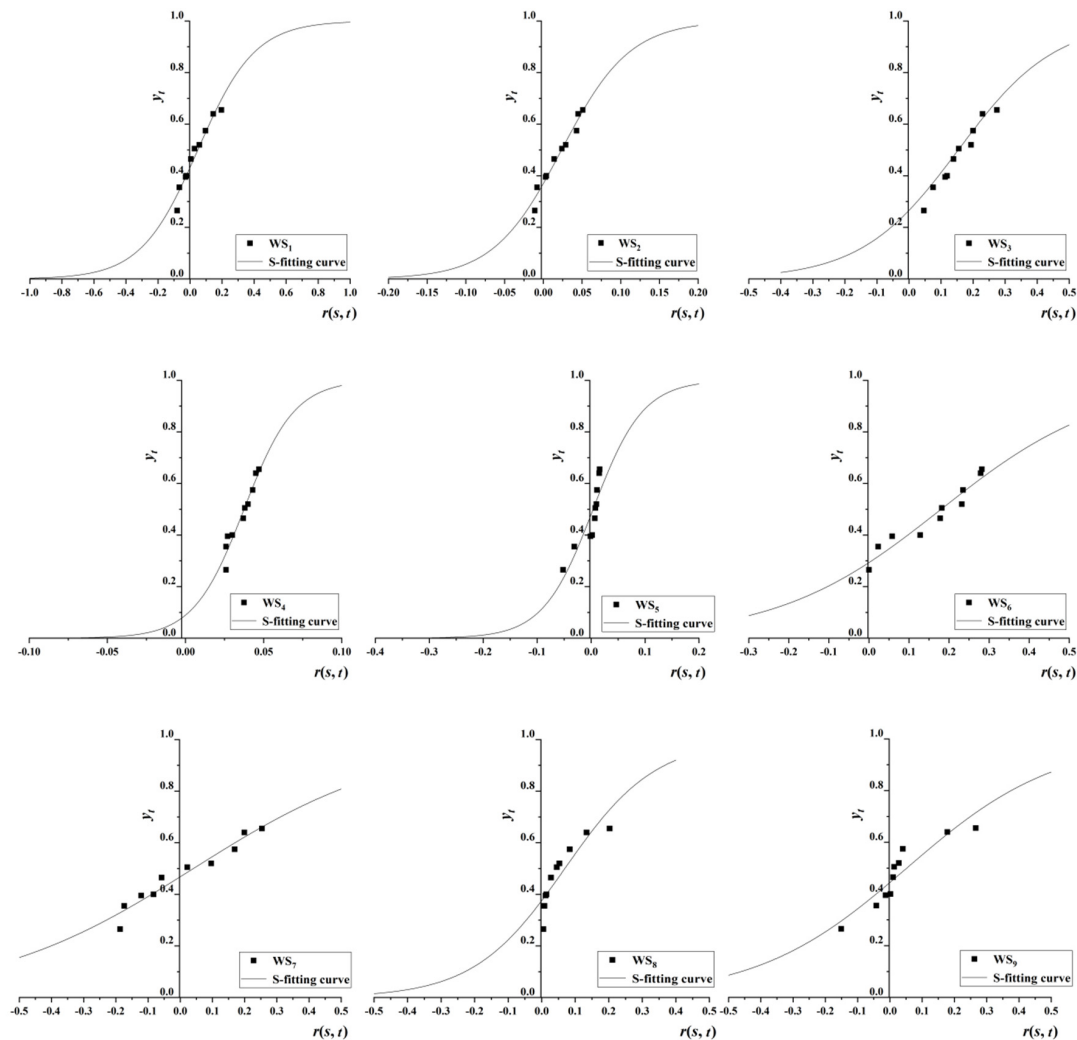 1.0
0.8
y_t
0.6
0.4
0.2
WS₁
S-fitting curve
0.0
-1.0 -0.8 -0.6 -0.4 -0.2 0.0 0.2 0.4 0.6 0.8 1.0
r(s, t)
1.0
0.8
y_t
0.6
0.4
0.2
WS₂
S-fitting curve
0.0
-0.20 -0.15 -0.10 -0.05 0.00 0.05 0.10 0.15 0.20
r(s, t)
1.0
0.8
y_t
0.6
0.4
0.2
WS₃
S-fitting curve
0.0
-0.5 -0.4 -0.3 -0.2 -0.1 0.0 0.1 0.2 0.3 0.4 0.5
r(s, t)
1.0
0.8
y_t
0.6
0.4
0.2
WS₄
S-fitting curve
0.0
-0.10 -0.05 0.00 0.05 0.10
r(s, t)
1.0
0.8
y_t
0.6
0.4
0.2
WS₅
S-fitting curve
0.0
-0.4 -0.3 -0.2 -0.1 0.0 0.1 0.2
r(s, t)
1.0
0.8
y_t
0.6
0.4
0.2
WS₆
S-fitting curve
0.0
-0.3 -0.2 -0.1 0.0 0.1 0.2 0.3 0.4 0.5
r(s, t)
1.0
0.8
y_t
0.6
0.4
0.2
WS₇
S-fitting curve
0.0
-0.5 -0.4 -0.3 -0.2 -0.1 0.0 0.1 0.2 0.3 0.4 0.5
r(s, t)
1.0
0.8
y_t
0.6
0.4
0.2
WS₈
S-fitting curve
0.0
-0.5 -0.4 -0.3 -0.2 -0.1 0.0 0.1 0.2 0.3 0.4 0.5
r(s, t)
1.0
0.8
y_t
0.6
0.4
0.2
WS₉
S-fitting curve
0.0
-0.5 -0.4 -0.3 -0.2 -0.1 0.0 0.1 0.2 0.3 0.4 0.5
r(s, t)